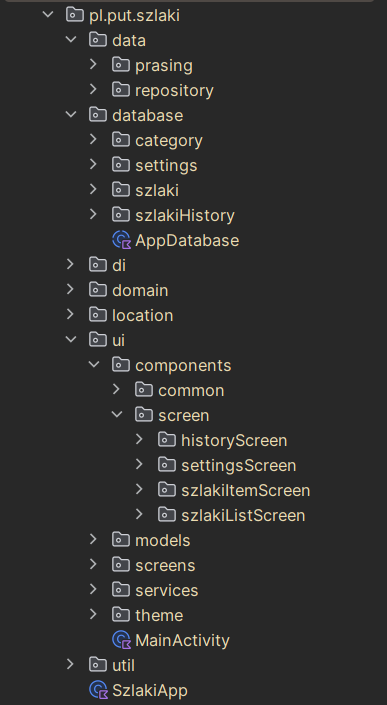 pl.put.szlaki
data
prasing
repository
database
category
settings
szlaki
szlakiHistory
AppDatabase
di
domain
location
ui
components
common
screen
historyScreen
settingsScreen
szlakiItemScreen
szlakiListScreen
models
screens
services
theme
MainActivity
util
SzlakiApp